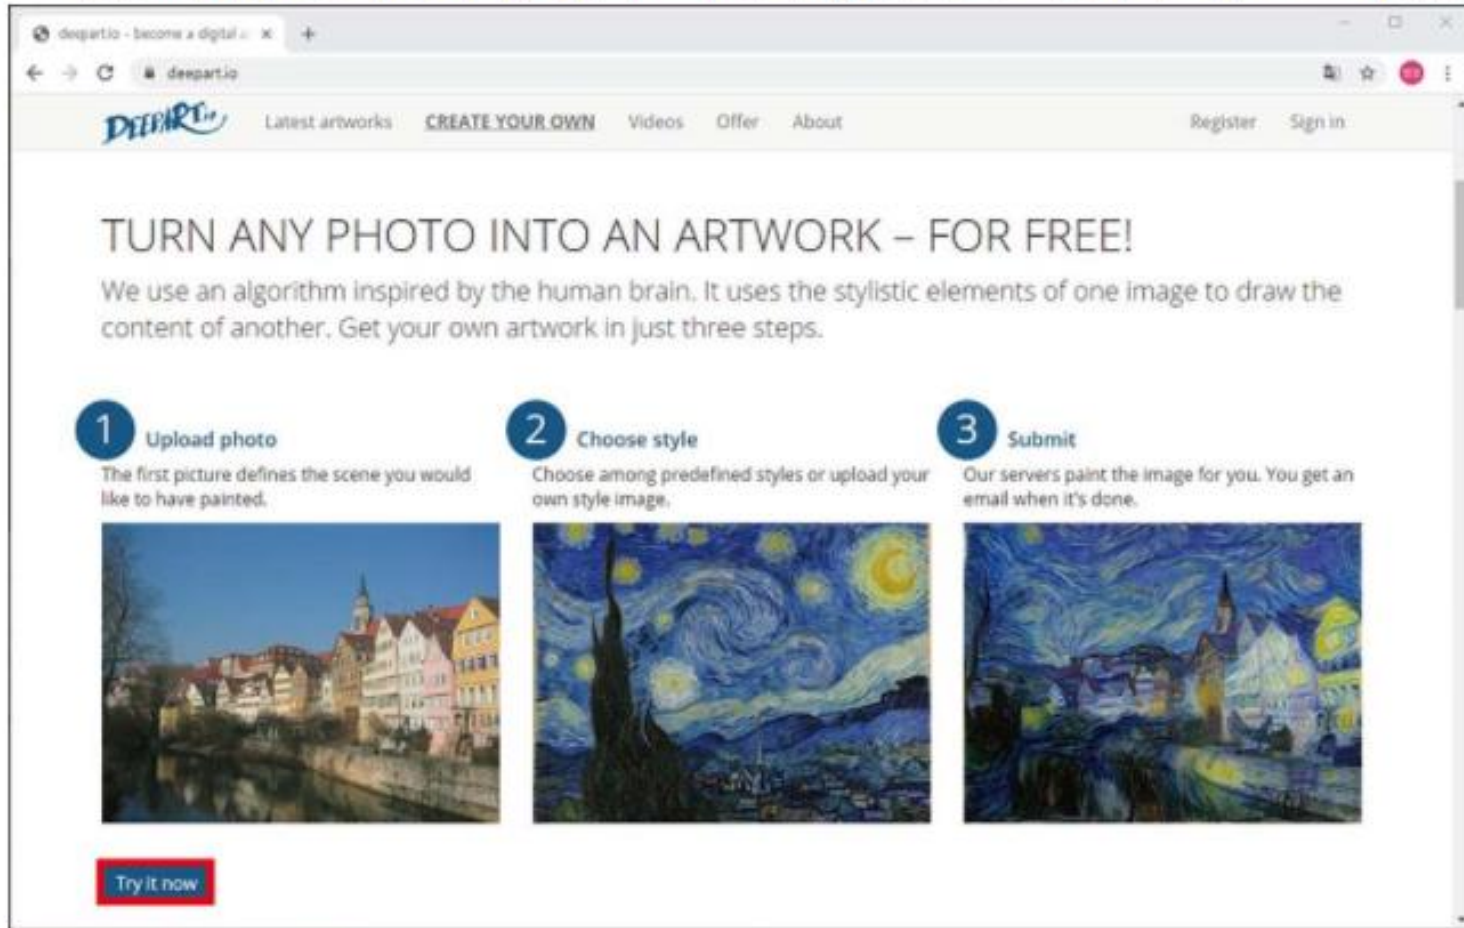 deepart.io - become a digital a
deepart.io
DEEPART.io
Latest artworks CREATE YOUR OWN Videos Offer About Register Sign in
TURN ANY PHOTO INTO AN ARTWORK – FOR FREE!
We use an algorithm inspired by the human brain. It uses the stylistic elements of one image to draw the
content of another. Get your own artwork in just three steps.
1 Upload photo
The first picture defines the scene you would
like to have painted.
2 Choose style
Choose among predefined styles or upload your
own style image.
3 Submit
Our servers paint the image for you. You get an
email when it's done.
Try it now